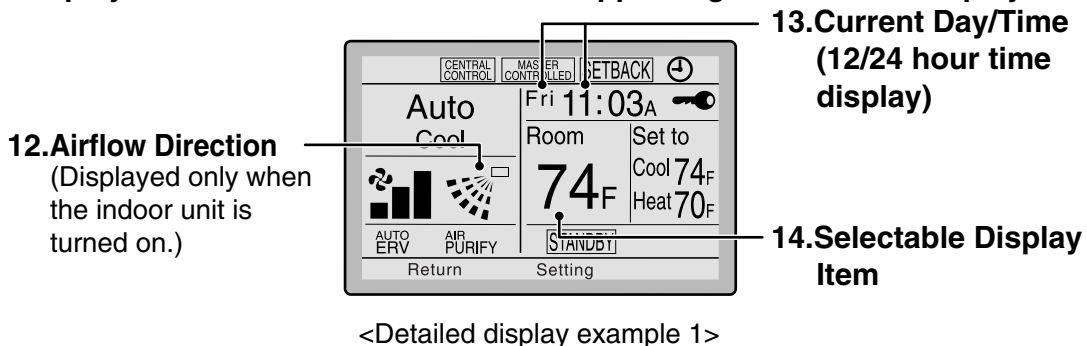 13.Current Day/Time
(12/24 hour time
display)
CENTRAL CONTROL
MASTER CONTROLLED
SETBACK
Fri 11:03A
Auto
Cool
Room
Set to
12.Airflow Direction
(Displayed only when
the indoor unit is
turned on.)
74F
Cool 74F
Heat 70F
AUTO ERV
AIR PURIFY
STANDBY
14.Selectable Display
Item
Return
Setting
<Detailed display example 1>